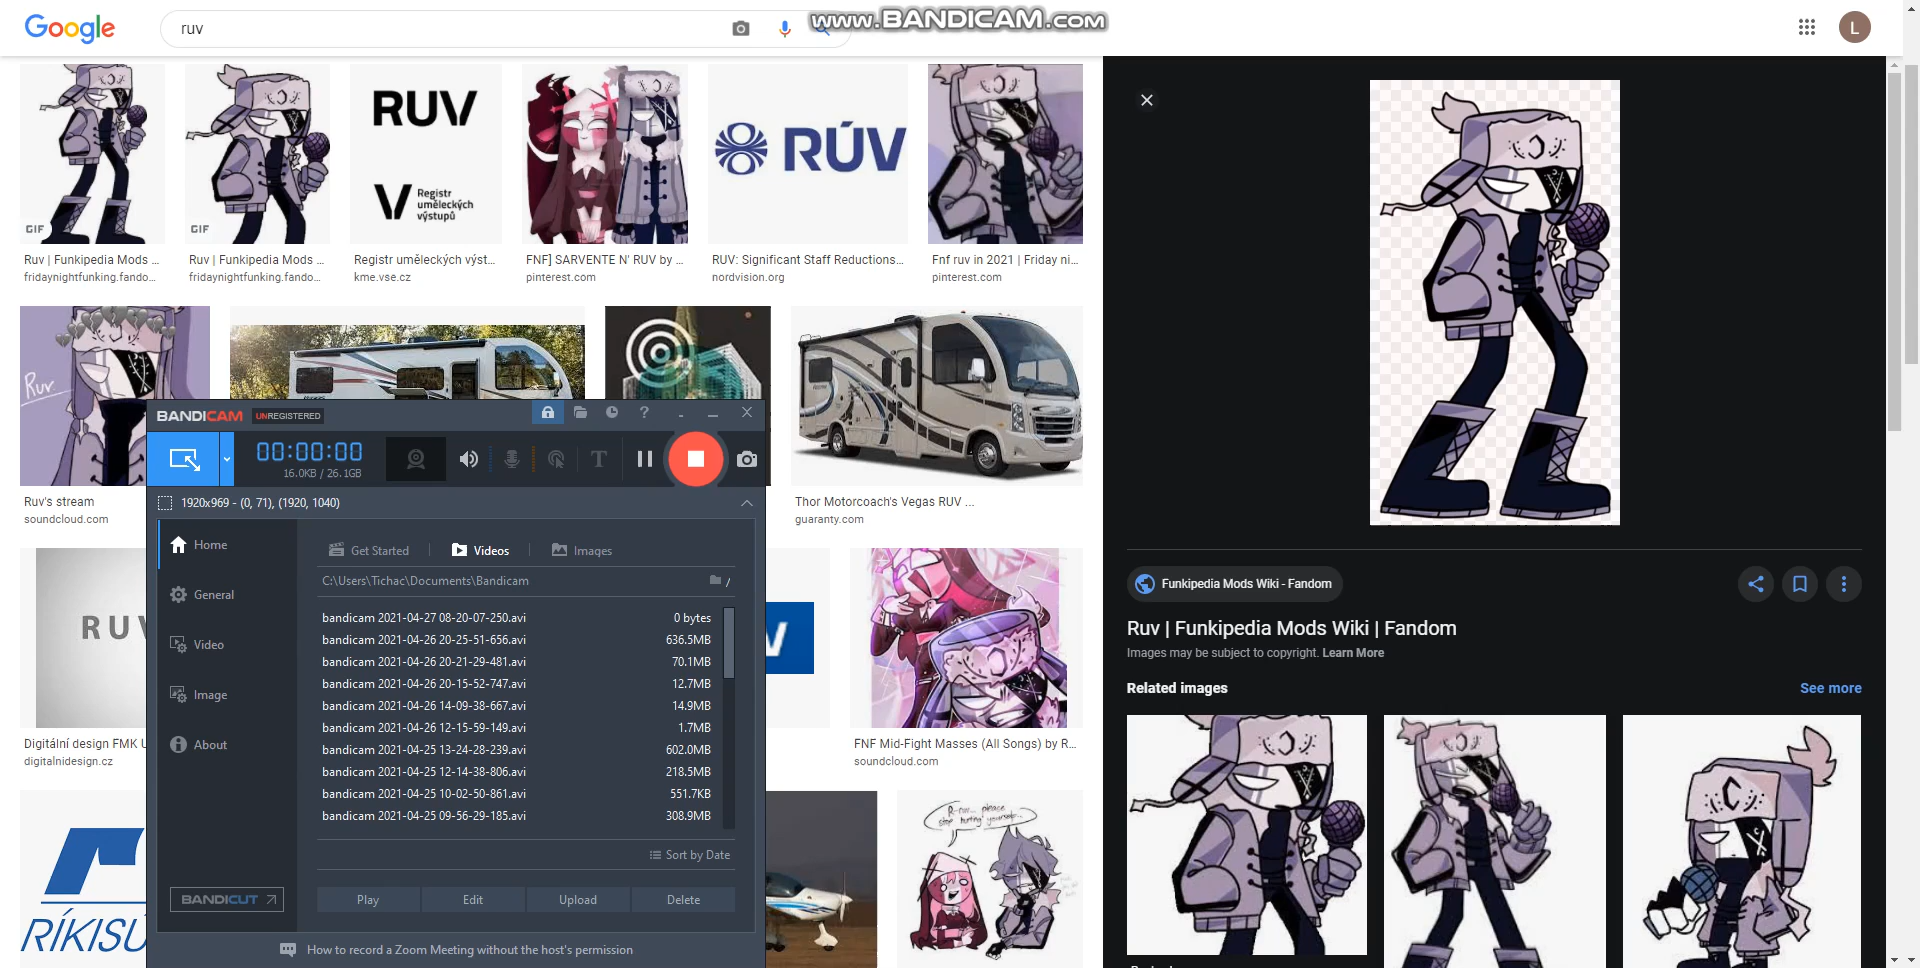 Google
ruv
www.BANDICAM.com
L
RUV
Registr
uměleckých
výstupů
RÚV
GIF
GIF
Ruv | Funkipedia Mods ...
fridaynightfunking.fando...
Ruv | Funkipedia Mods ...
fridaynightfunking.fando...
Registr uměleckých výst...
kme.vse.cz
FNF] SARVENTE N' RUV by ...
pinterest.com
RUV: Significant Staff Reductions...
nordvision.org
Fnf ruv in 2021 | Friday ni...
pinterest.com
Ruv
Ruv's stream
soundcloud.com
Thor Motorcoach's Vegas RUV ...
guaranty.com
BANDICAM
UNREGISTERED
?
00:00:00
16.0KB / 26.1GB
T
1920x969 - (0, 71), (1920, 1040)
Home
General
Video
Image
About
BANDICUT
Get Started
Videos
Images
C:\Users\Tichac\Documents\Bandicam
/
bandicam 2021-04-27 08-20-07-250.avi 0 bytes
bandicam 2021-04-26 20-25-51-656.avi 636.5MB
bandicam 2021-04-26 20-21-29-481.avi 70.1MB
bandicam 2021-04-26 20-15-52-747.avi 12.7MB
bandicam 2021-04-26 14-09-38-667.avi 14.9MB
bandicam 2021-04-26 12-15-59-149.avi 1.7MB
bandicam 2021-04-25 13-24-28-239.avi 602.0MB
bandicam 2021-04-25 12-14-38-806.avi 218.5MB
bandicam 2021-04-25 10-02-50-861.avi 551.7KB
bandicam 2021-04-25 09-56-29-185.avi 308.9MB
Sort by Date
Play
Edit
Upload
Delete
How to record a Zoom Meeting without the host's permission
RUV
V
Digitální design FMK U
digitalnidesign.cz
FNF Mid-Fight Masses (All Songs) by R...
soundcloud.com
RÍKISÚ
R-ruv... please
stop hurting yourself...
Funkipedia Mods Wiki - Fandom
Ruv | Funkipedia Mods Wiki | Fandom
Images may be subject to copyright. Learn More
Related images
See more